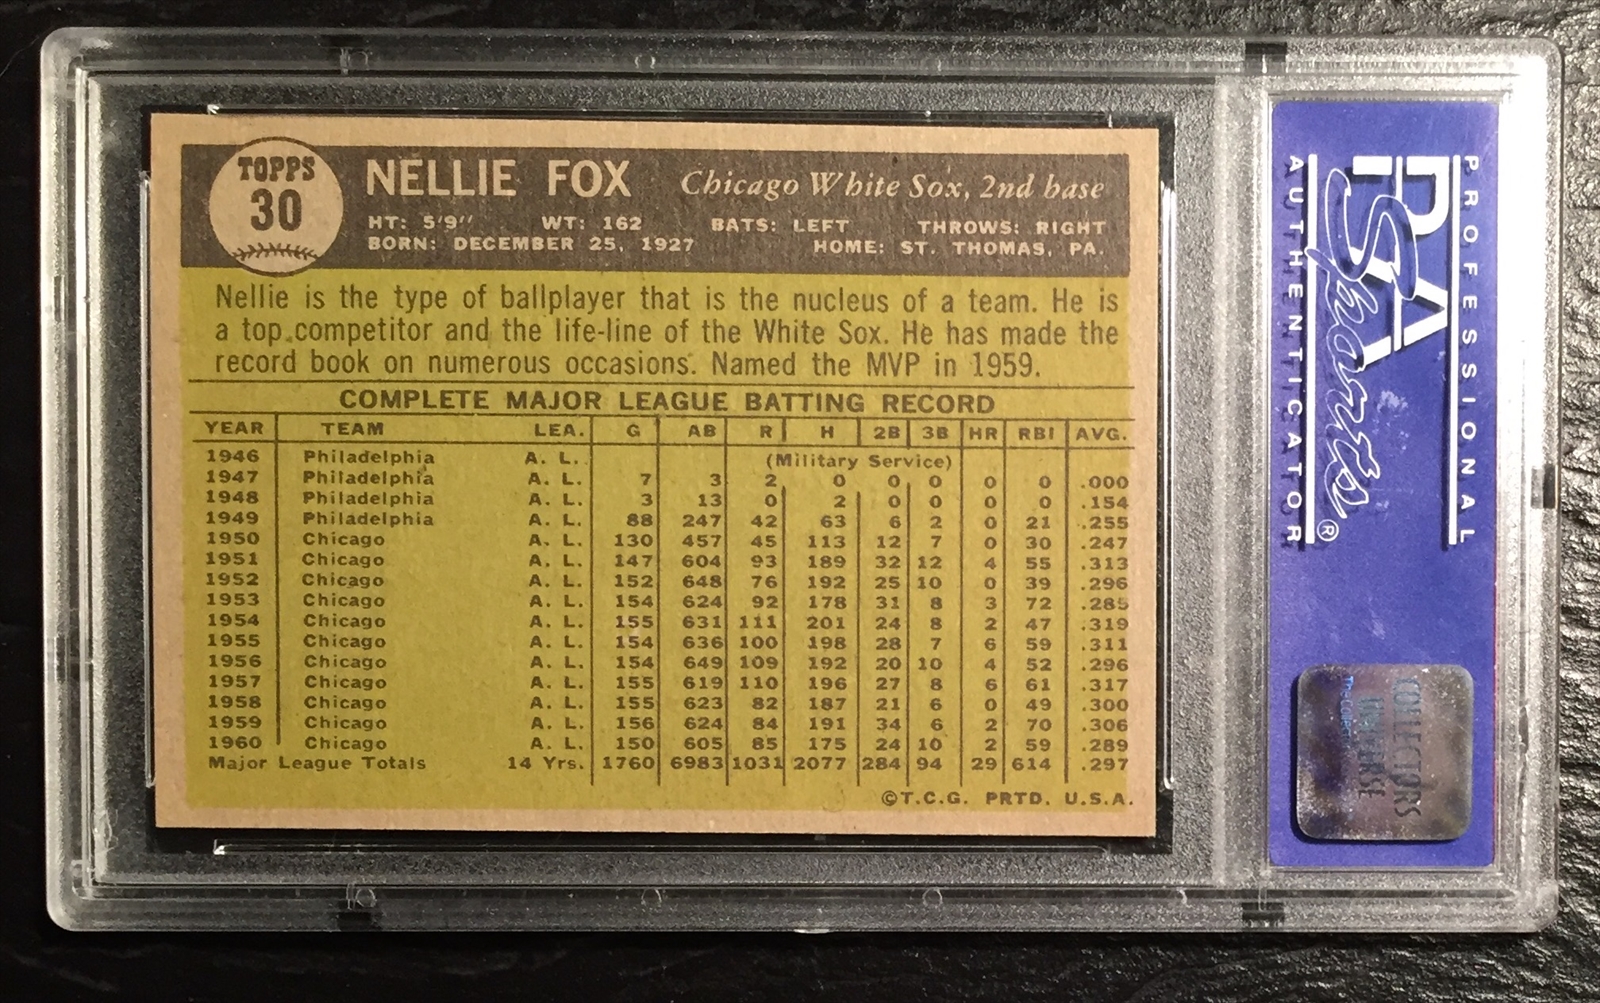 TOPPS
30
NELLIE FOX Chicago White Sox, 2nd base
HT: 5'9" WT: 162 BATS: LEFT THROWS: RIGHT
BORN: DECEMBER 25, 1927 HOME: ST. THOMAS, PA.
Nellie is the type of ballplayer that is the nucleus of a team. He is
a top competitor and the life-line of the White Sox. He has made the
record book on numerous occasions. Named the MVP in 1959.
COMPLETE MAJOR LEAGUE BATTING RECORD
YEAR TEAM LEA. G AB R H 2B 3B HR RBI AVG.
1946 Philadelphia A. L. (Military Service)
1947 Philadelphia A. L. 7 3 2 0 0 0 0 0 .000
1948 Philadelphia A. L. 3 13 0 2 0 0 0 0 .154
1949 Philadelphia A. L. 88 247 42 63 6 2 0 21 .255
1950 Chicago A. L. 130 457 45 113 12 7 0 30 .247
1951 Chicago A. L. 147 604 93 189 32 12 4 55 .313
1952 Chicago A. L. 152 648 76 192 25 10 0 39 .296
1953 Chicago A. L. 154 624 92 178 31 8 3 72 .285
1954 Chicago A. L. 155 631 111 201 24 8 2 47 .319
1955 Chicago A. L. 154 636 100 198 28 7 6 59 .311
1956 Chicago A. L. 154 649 109 192 20 10 4 52 .296
1957 Chicago A. L. 155 619 110 196 27 8 6 61 .317
1958 Chicago A. L. 155 623 82 187 21 6 0 49 .300
1959 Chicago A. L. 156 624 84 191 34 6 2 70 .306
1960 Chicago A. L. 150 605 85 175 24 10 2 59 .289
Major League Totals 14 Yrs. 1760 6983 1031 2077 284 94 29 614 .297
©T.C.G. PRTD. U.S.A.
PROFESSIONAL
PSA
Sports
®
AUTHENTICATOR
COLLECTORS
UNIVERSE